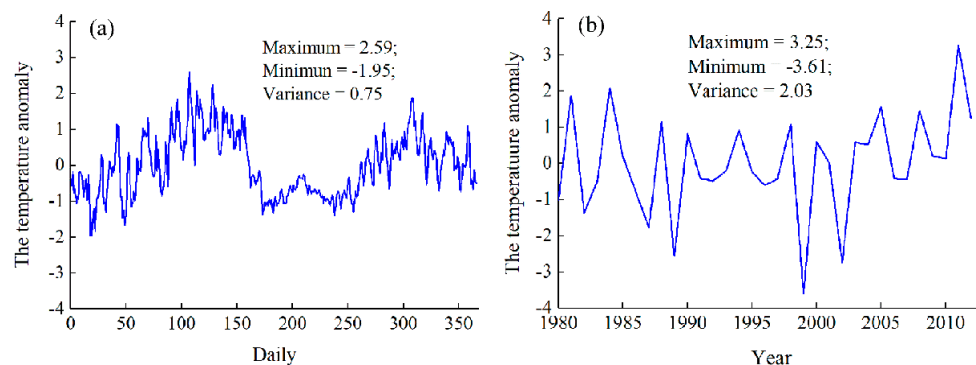 (a)
Maximum = 2.59;
Minimun = -1.95;
Variance = 0.75
The temperature anomaly
4
3
2
1
0
-1
-2
-3
-4
0 50 100 150 200 250 300 350
Daily
(b)
Maximum = 3.25;
Minimum = -3.61;
Variance = 2.03
The temperatuure anomaly
4
3
2
1
0
-1
-2
-3
-4
1980 1985 1990 1995 2000 2005 2010
Year